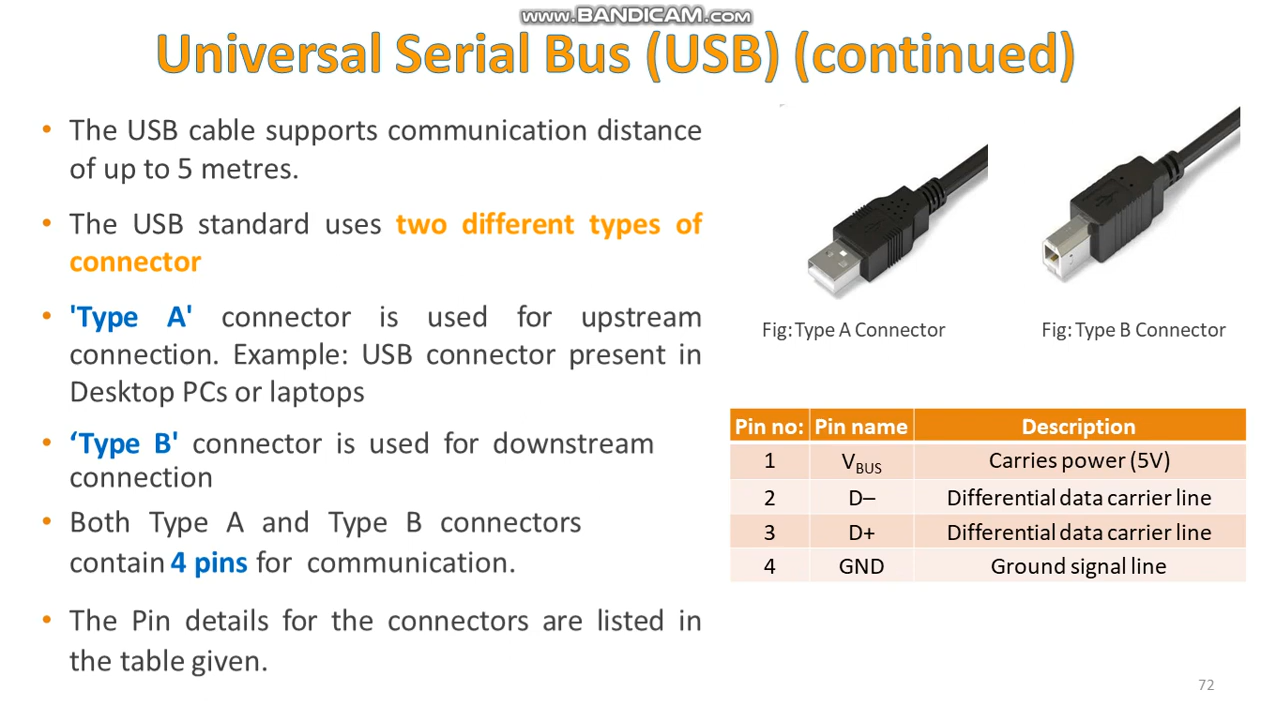 www.BANDICAM.com
Universal Serial Bus (USB) (continued)
• The USB cable supports communication distance
of up to 5 metres.
• The USB standard uses two different types of
connector
• 'Type A' connector is used for upstream
connection. Example: USB connector present in
Desktop PCs or laptops
• ‘Type B' connector is used for downstream
connection
• Both Type A and Type B connectors
contain 4 pins for communication.
• The Pin details for the connectors are listed in
the table given.
Fig: Type A Connector
Fig: Type B Connector
Pin no: Pin name Description
1 VBUS Carries power (5V)
2 D– Differential data carrier line
3 D+ Differential data carrier line
4 GND Ground signal line
72